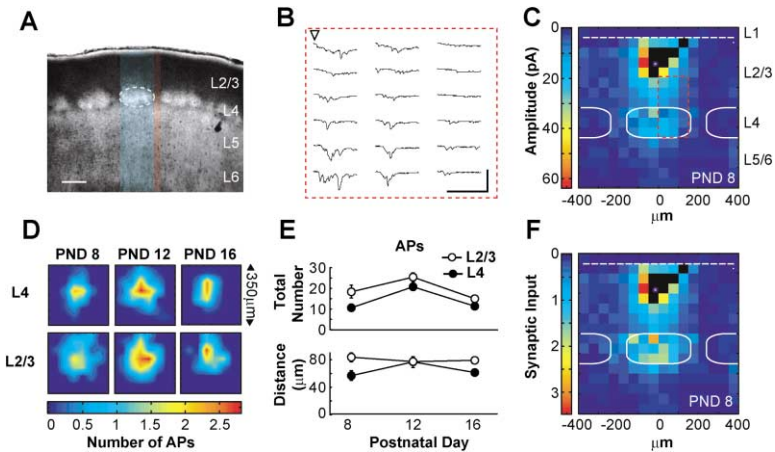 A
L2/3
L4
L5
L6
B
C
Amplitude (pA)
0
20
40
60
L1
L2/3
L4
L5/6
PND 8
-400 -200 0 200 400
μm
D
PND 8 PND 12 PND 16
L4
L2/3
350μm
0 0.5 1 1.5 2 2.5
Number of APs
E
APs
L2/3
L4
Total Number
30
20
10
0
Distance (μm)
80
60
40
20
0
8 12 16
Postnatal Day
F
Synaptic Input
0
1
2
3
PND 8
-400 -200 0 200 400
μm